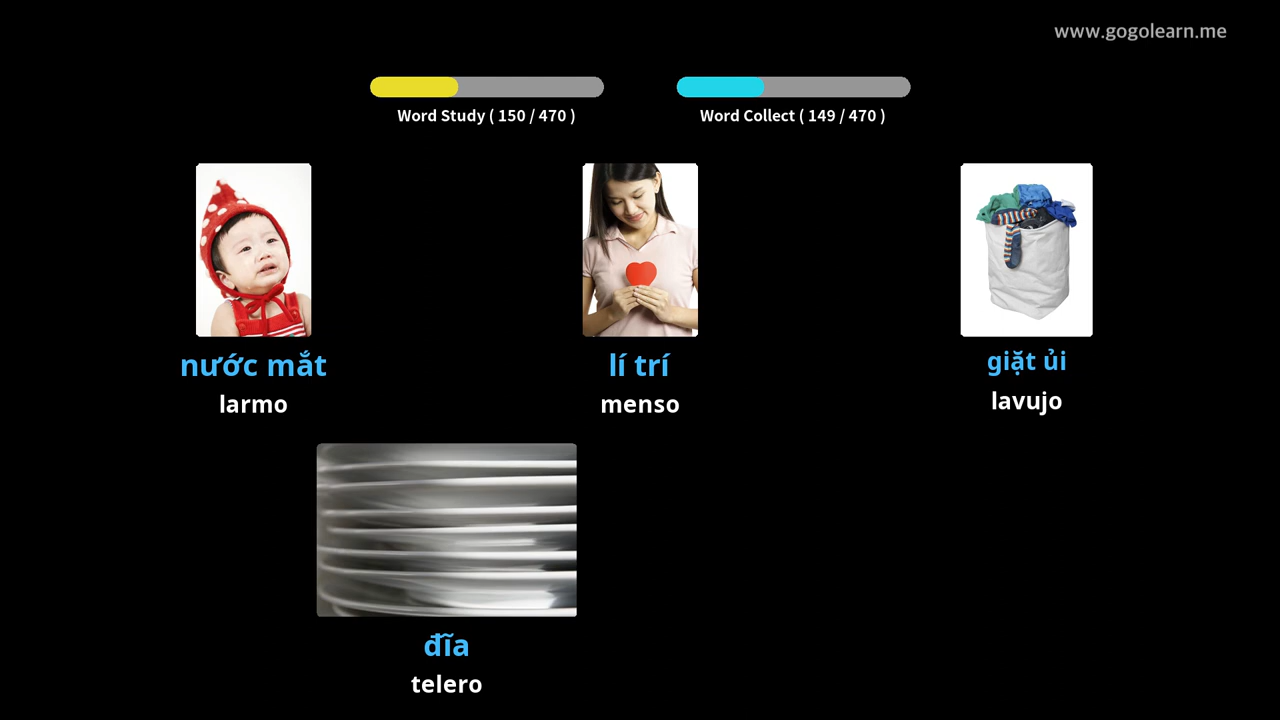 www.gogolearn.me
Word Study ( 150 / 470 )
Word Collect ( 149 / 470 )
nước mắt
larmo
lí trí
menso
giặt ủi
lavujo
đĩa
telero